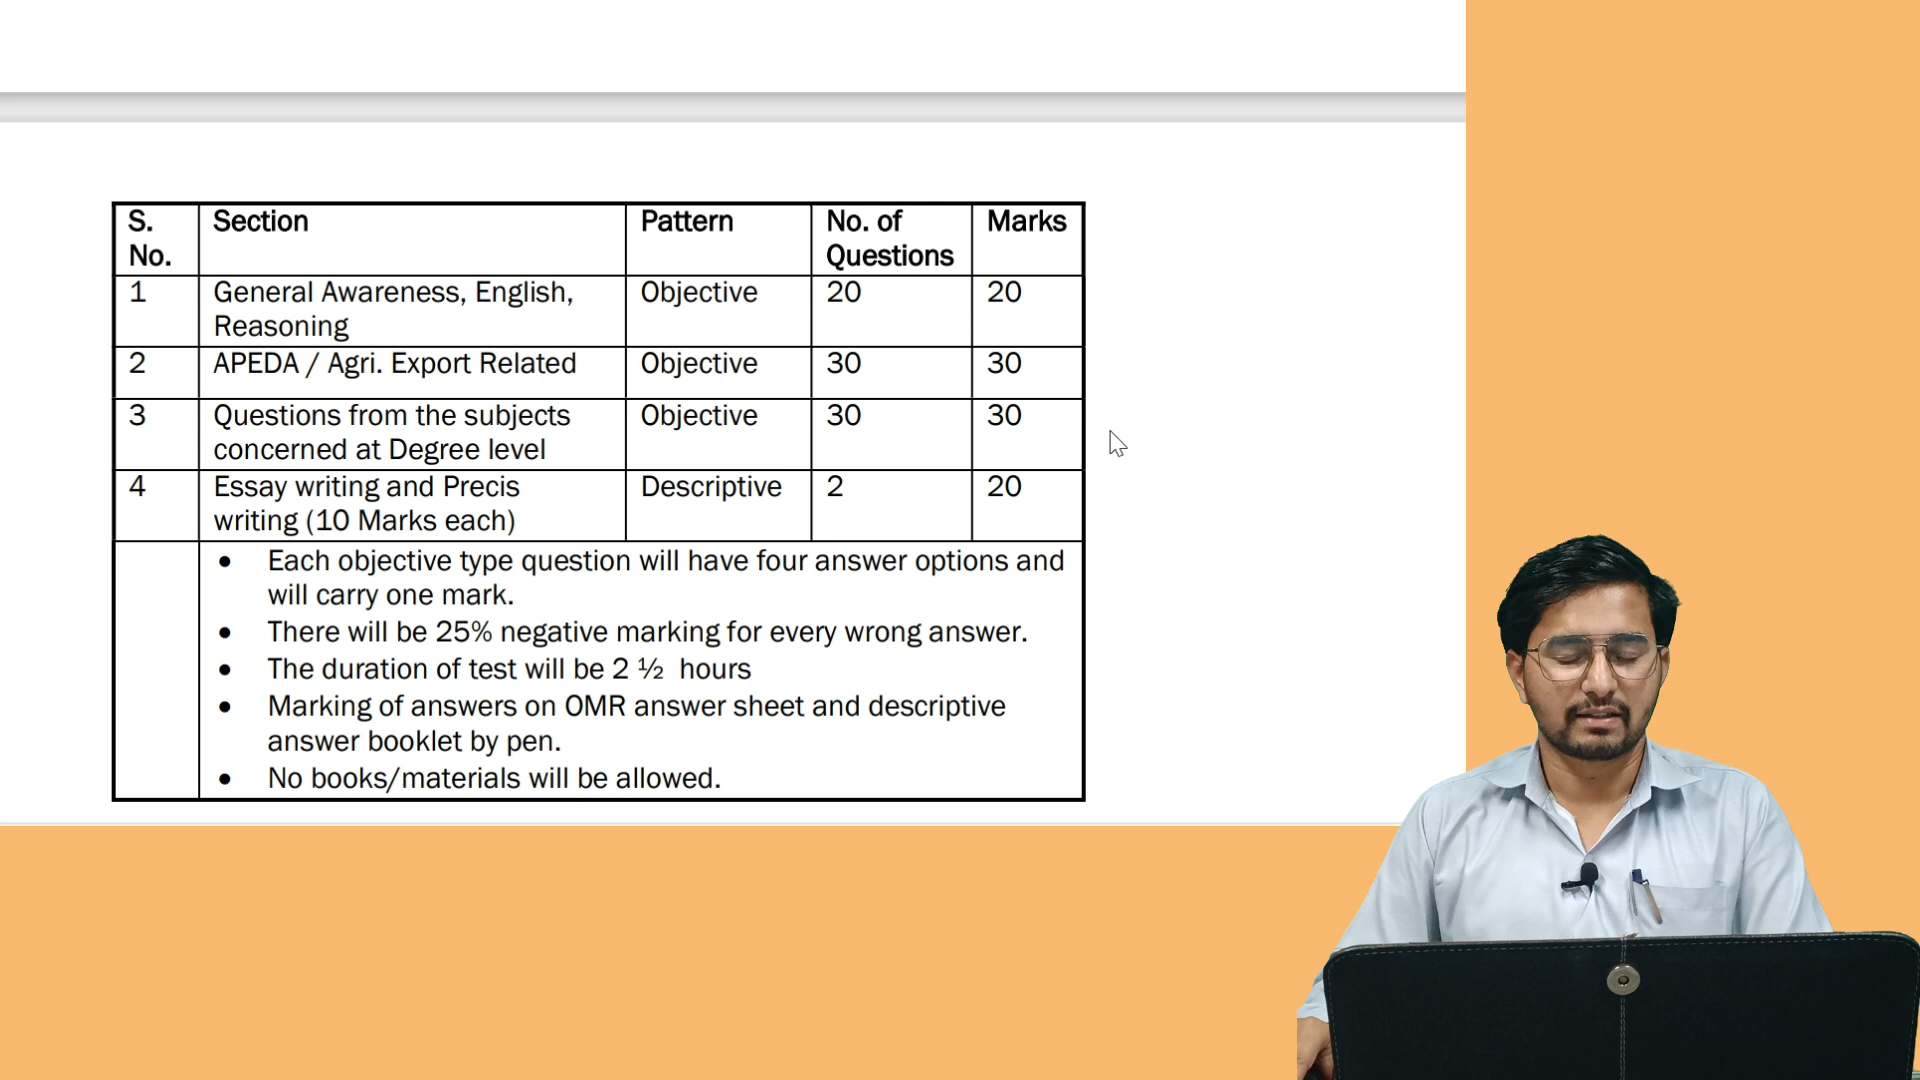 S. No. Section Pattern No. of Questions Marks
1 General Awareness, English, Reasoning Objective 20 20
2 APEDA / Agri. Export Related Objective 30 30
3 Questions from the subjects concerned at Degree level Objective 30 30
4 Essay writing and Precis writing (10 Marks each) Descriptive 2 20
• Each objective type question will have four answer options and
will carry one mark.
• There will be 25% negative marking for every wrong answer.
• The duration of test will be 2 ½ hours
• Marking of answers on OMR answer sheet and descriptive
answer booklet by pen.
• No books/materials will be allowed.